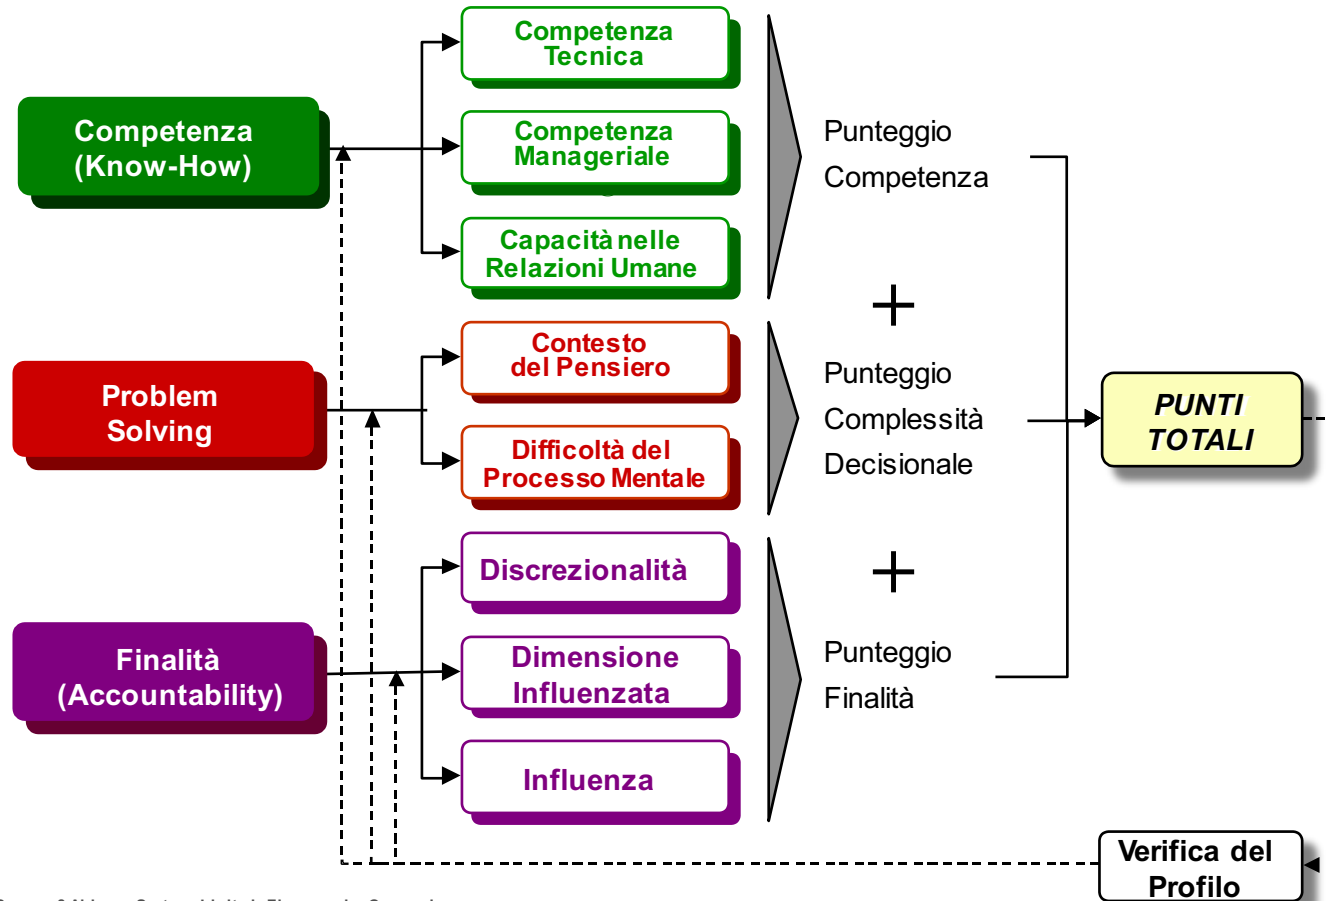 Competenza
(Know-How)
Competenza
Tecnica
Competenza
Manageriale
Capacità nelle
Relazioni Umane
Punteggio
Competenza
+
Problem
Solving
Contesto
del Pensiero
Difficoltà del
Processo Mentale
Punteggio
Complessità
Decisionale
PUNTI
TOTALI
+
Finalità
(Accountability)
Discrezionalità
Dimensione
Influenzata
Influenza
Punteggio
Finalità
Verifica del
Profilo